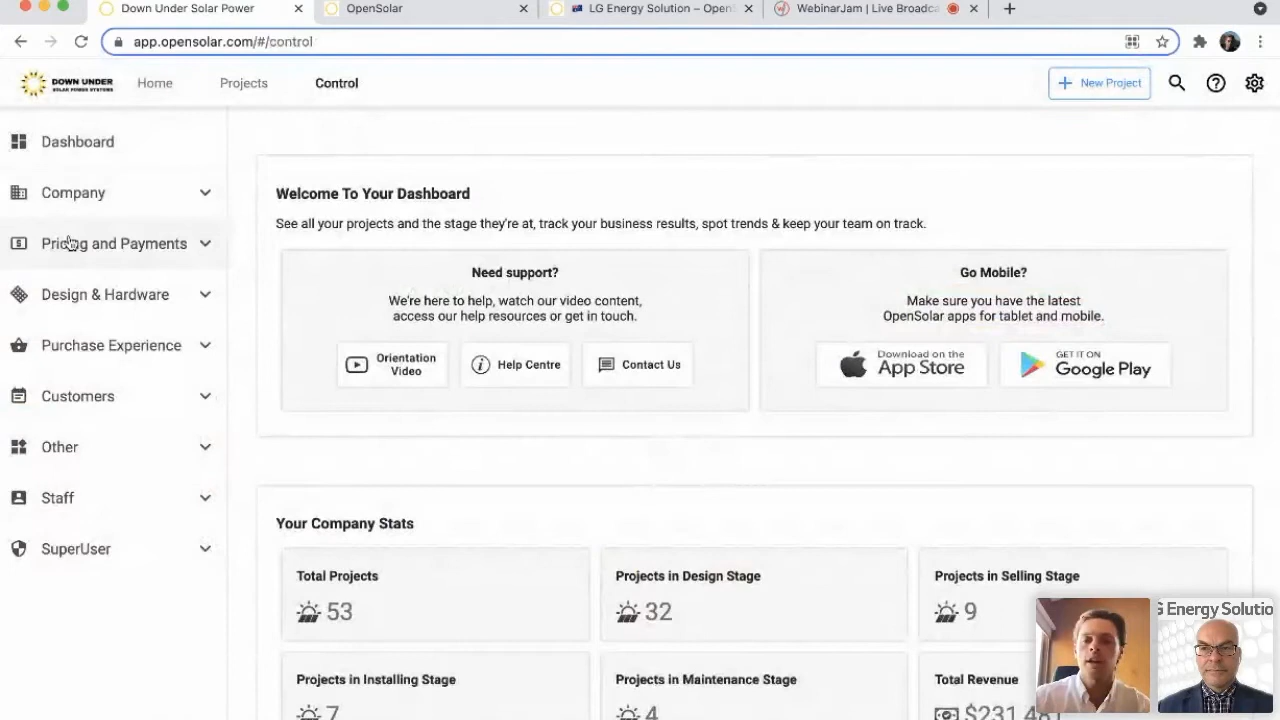 Down Under Solar Power
OpenSolar
LG Energy Solution – OpenS
WebinarJam | Live Broadca
app.opensolar.com/#/control
DOWN UNDER
SOLAR POWER SYSTEMS
Home
Projects
Control
New Project
Dashboard
Company
Pricing and Payments
Design & Hardware
Purchase Experience
Customers
Other
Staff
SuperUser
Welcome To Your Dashboard
See all your projects and the stage they're at, track your business results, spot trends & keep your team on track.
Need support?
We're here to help, watch our video content,
access our help resources or get in touch.
Orientation
Video
Help Centre
Contact Us
Go Mobile?
Make sure you have the latest
OpenSolar apps for tablet and mobile.
Download on the
App Store
GET IT ON
Google Play
Your Company Stats
Total Projects
53
Projects in Design Stage
32
Projects in Selling Stage
9
Projects in Installing Stage
7
Projects in Maintenance Stage
4
Total Revenue
$231,481
G Energy Solutio